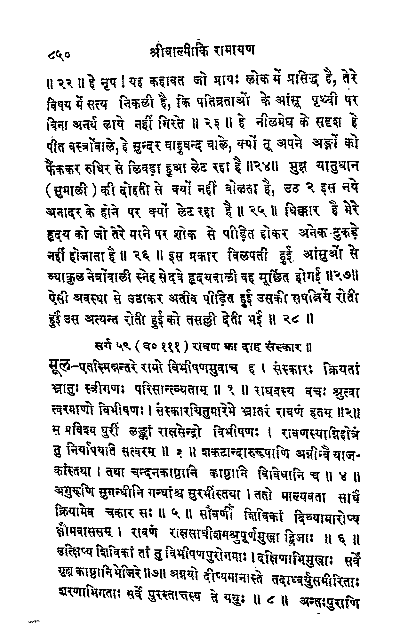 ८५०
श्रीवाल्मीकि रामायण
॥ २२ ॥ हे नृप ! यह कहावत जो प्रायः लोक में प्रसिद्ध है, तेरे
विषय में सत्य निकली है, कि पतिव्रताओं के आंसू पृथ्वी पर
विना अनर्थ लाये नहीं गिरते ॥ २३ ॥ हे नीलमेघ के सदृश हे
पीत वस्त्रोंवाले, हे सुन्दर बाहुबन्द वाले, क्यों तू अपने अङ्गों को
फैंककर रुधिर से लिबड़ा हुआ लेट रहा है ॥२४॥ मुझ यातुधान
(सुमाली) की दोहती से क्यों नहीं बोलता है, उठ २ इस नये
अनादर के होने पर क्यों लेट रहा है ॥ २५ ॥ धिक्कार है मेरे
हृदय को जो तेरे मरने पर शोक से पीड़ित होकर अनेक टुकड़े
नहीं होजाता है ॥ २६ ॥ इस प्रकार विलपती हुई आंसुओं से
व्याकुल नेत्रोंवाली स्नेह से दवे हृदयवाली वह मूर्छित होगई ॥२७॥
ऐसी अवस्था से उठाकर अतीव पीड़ित हुई उसकी सपत्नियें रोती
हुई उस अत्यन्त रोती हुई को तसल्ली देती भई ॥ २८ ॥
सर्ग ५९ (व० १११) रावण का दाह संस्कार ॥
मूल-एतस्मिन्नन्तरे रामो विभीषणमुवाच ह । संस्कारः क्रियतां
भ्रातुः स्त्रीगणः परिसान्त्व्यताम् ॥ १ ॥ राघवस्य वचः श्रुत्वा
त्वरमाणो विभीषणः । संस्कारयितुमारेभे भ्रातरं रावणं हतम् ॥२॥
स प्रविश्य पुरीं लङ्कां राक्षसेन्द्रो विभीषणः । रावणस्याग्निहोत्रं
तु निर्यापयति सत्वरम् ॥ ३ ॥ शकटान्दारुरूपाणि अग्नीन्वै याज-
कांस्तथा । तथा चन्दनकाष्ठानि काष्ठानि विविधानि च ॥ ४ ॥
अगुरूणि सुगन्धीनि गन्धांश्च सुरभींस्तथा । ततो माल्यवता सार्धं
क्रियामेव चकार सः ॥ ५ ॥ सौवर्णीं शिबिकां दिव्यामारोप्य
क्षौमवाससम् । रावणं राक्षसाधीशमश्रुपूर्णमुखा द्विजाः ॥ ६ ॥
उत्क्षिप्य शिबिकां तां तु विभीषणपुरोगमाः । दक्षिणाभिमुखाः सर्वे
गृह्य काष्ठानि भेजिरे ॥७॥ अग्नयो दीप्यमानास्ते तदाध्वर्युसमीरिताः
शरणाभिगताः सर्वे पुरस्तात्तस्य ते ययुः ॥ ८ ॥ अन्तःपुराणि